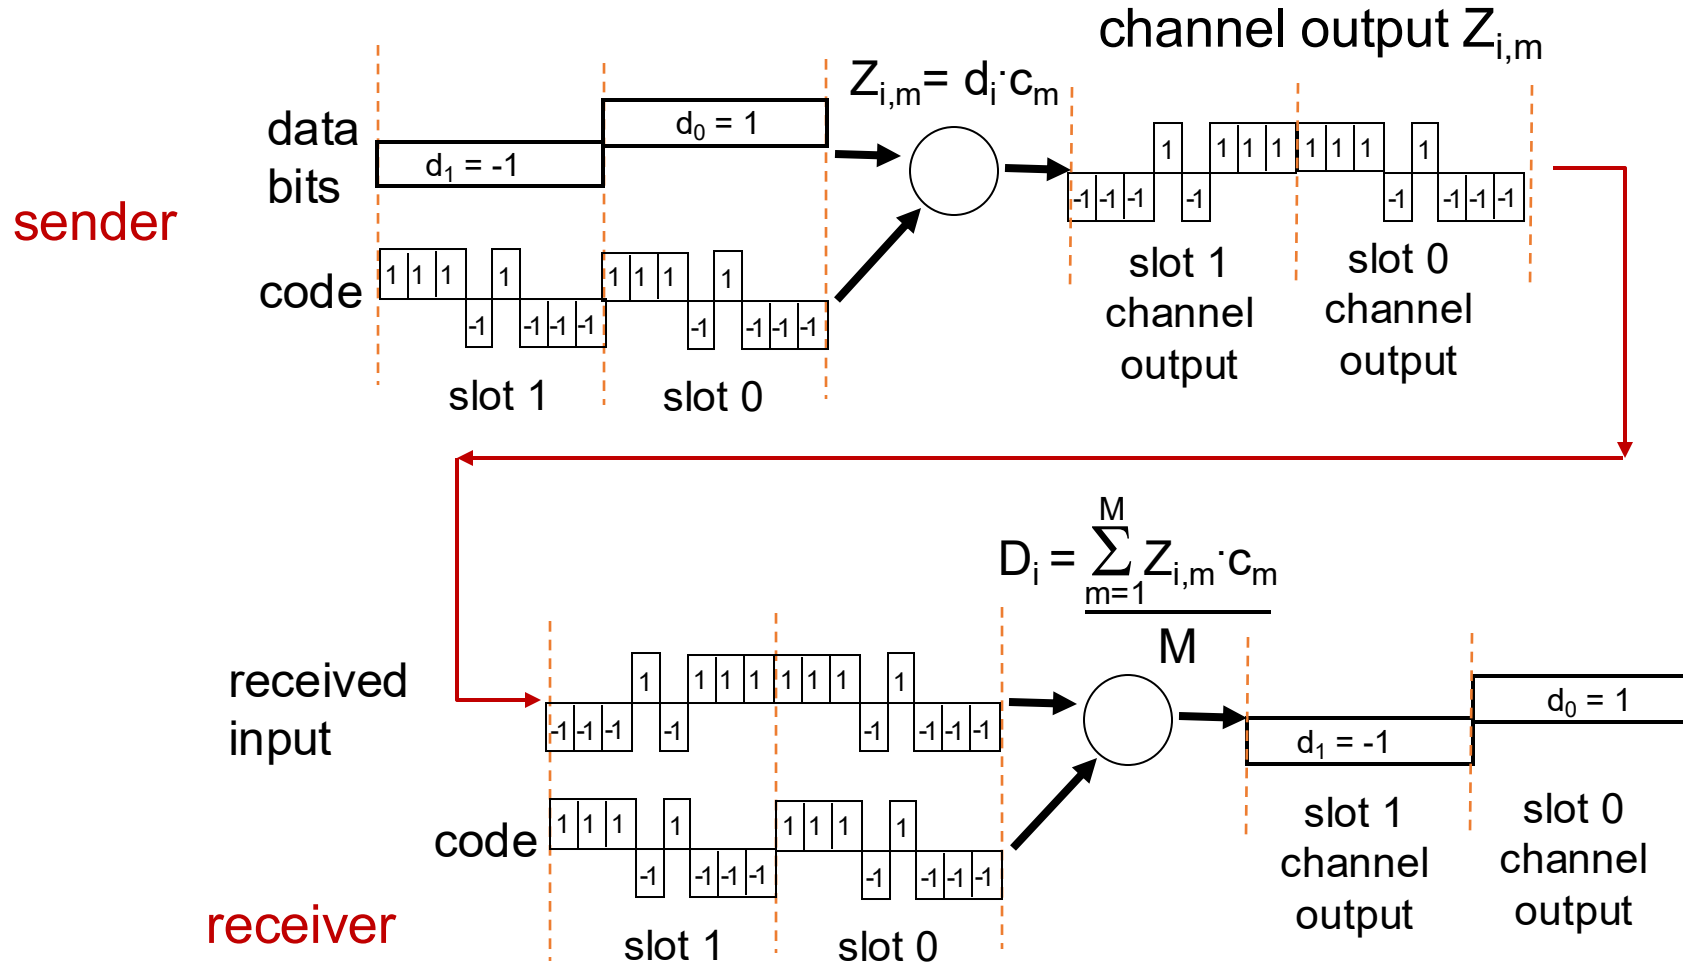 channel output Z_i,m
Z_i,m = d_i·c_m
data bits
d_1 = -1
d_0 = 1
sender
code
1 1 1 -1 1 -1 -1 -1
1 1 1 -1 1 -1 -1 -1
slot 1
slot 0
-1 -1 -1 1 -1 1 1 1
1 1 1 -1 1 -1 -1 -1
slot 1
channel
output
slot 0
channel
output
D_i = Σ_{m=1}^{M} Z_i,m·c_m
M
received
input
-1 -1 -1 1 -1 1 1 1
1 1 1 -1 1 -1 -1 -1
code
1 1 1 -1 1 -1 -1 -1
1 1 1 -1 1 -1 -1 -1
receiver
slot 1
slot 0
d_1 = -1
d_0 = 1
slot 1
channel
output
slot 0
channel
output